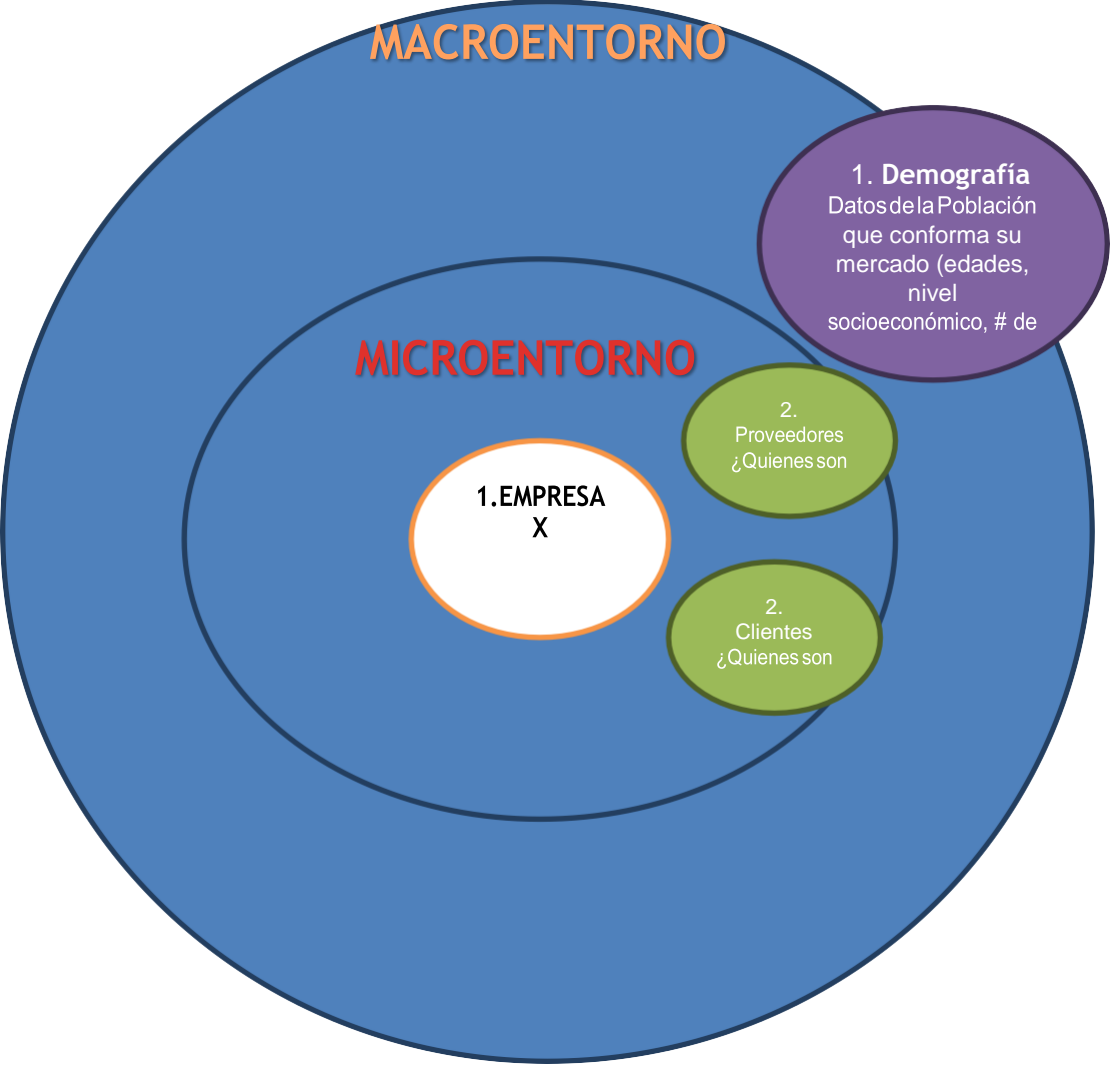 MACROENTORNO
1. Demografía
Datos de la Población
que conforma su
mercado (edades,
nivel
socioeconómico, # de
MICROENTORNO
2.
Proveedores
¿Quienes son
1.EMPRESA
X
2.
Clientes
¿Quienes son